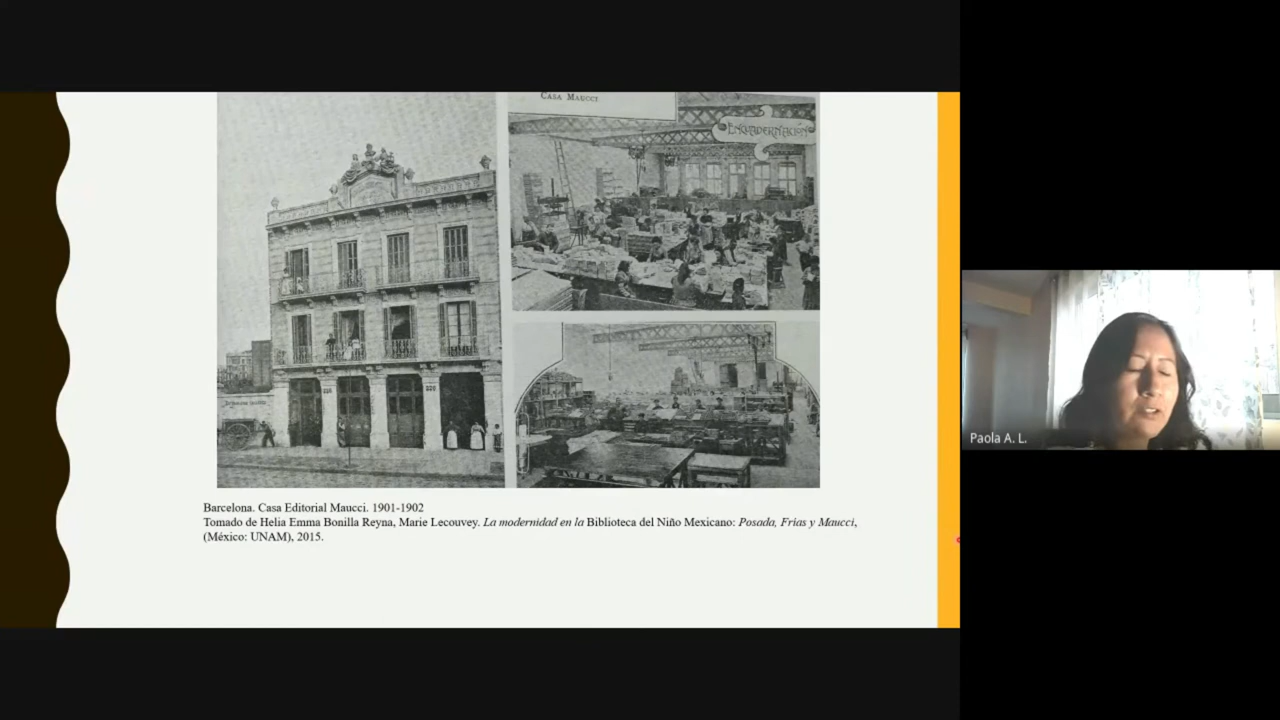 CASA MAUCCI
ENCUADERNACIÓN
Barcelona. Casa Editorial Maucci. 1901-1902
Tomado de Helia Emma Bonilla Reyna, Marie Lecouvey. La modernidad en la Biblioteca del Niño Mexicano: Posada, Frías y Maucci,
(México: UNAM), 2015.
Paola A. L.